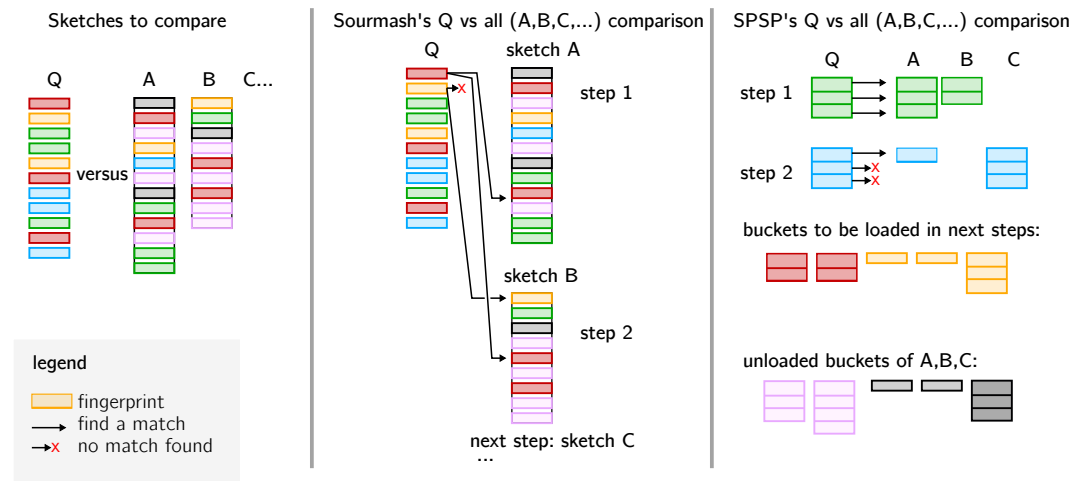 Sketches to compare
Q
A
B
C...
versus
legend
fingerprint
find a match
x no match found
Sourmash's Q vs all (A,B,C,...) comparison
Q
sketch A
x
step 1
sketch B
step 2
next step: sketch C
...
SPSP's Q vs all (A,B,C,...) comparison
Q
A
B
C
step 1
step 2
x
x
buckets to be loaded in next steps:
unloaded buckets of A,B,C: